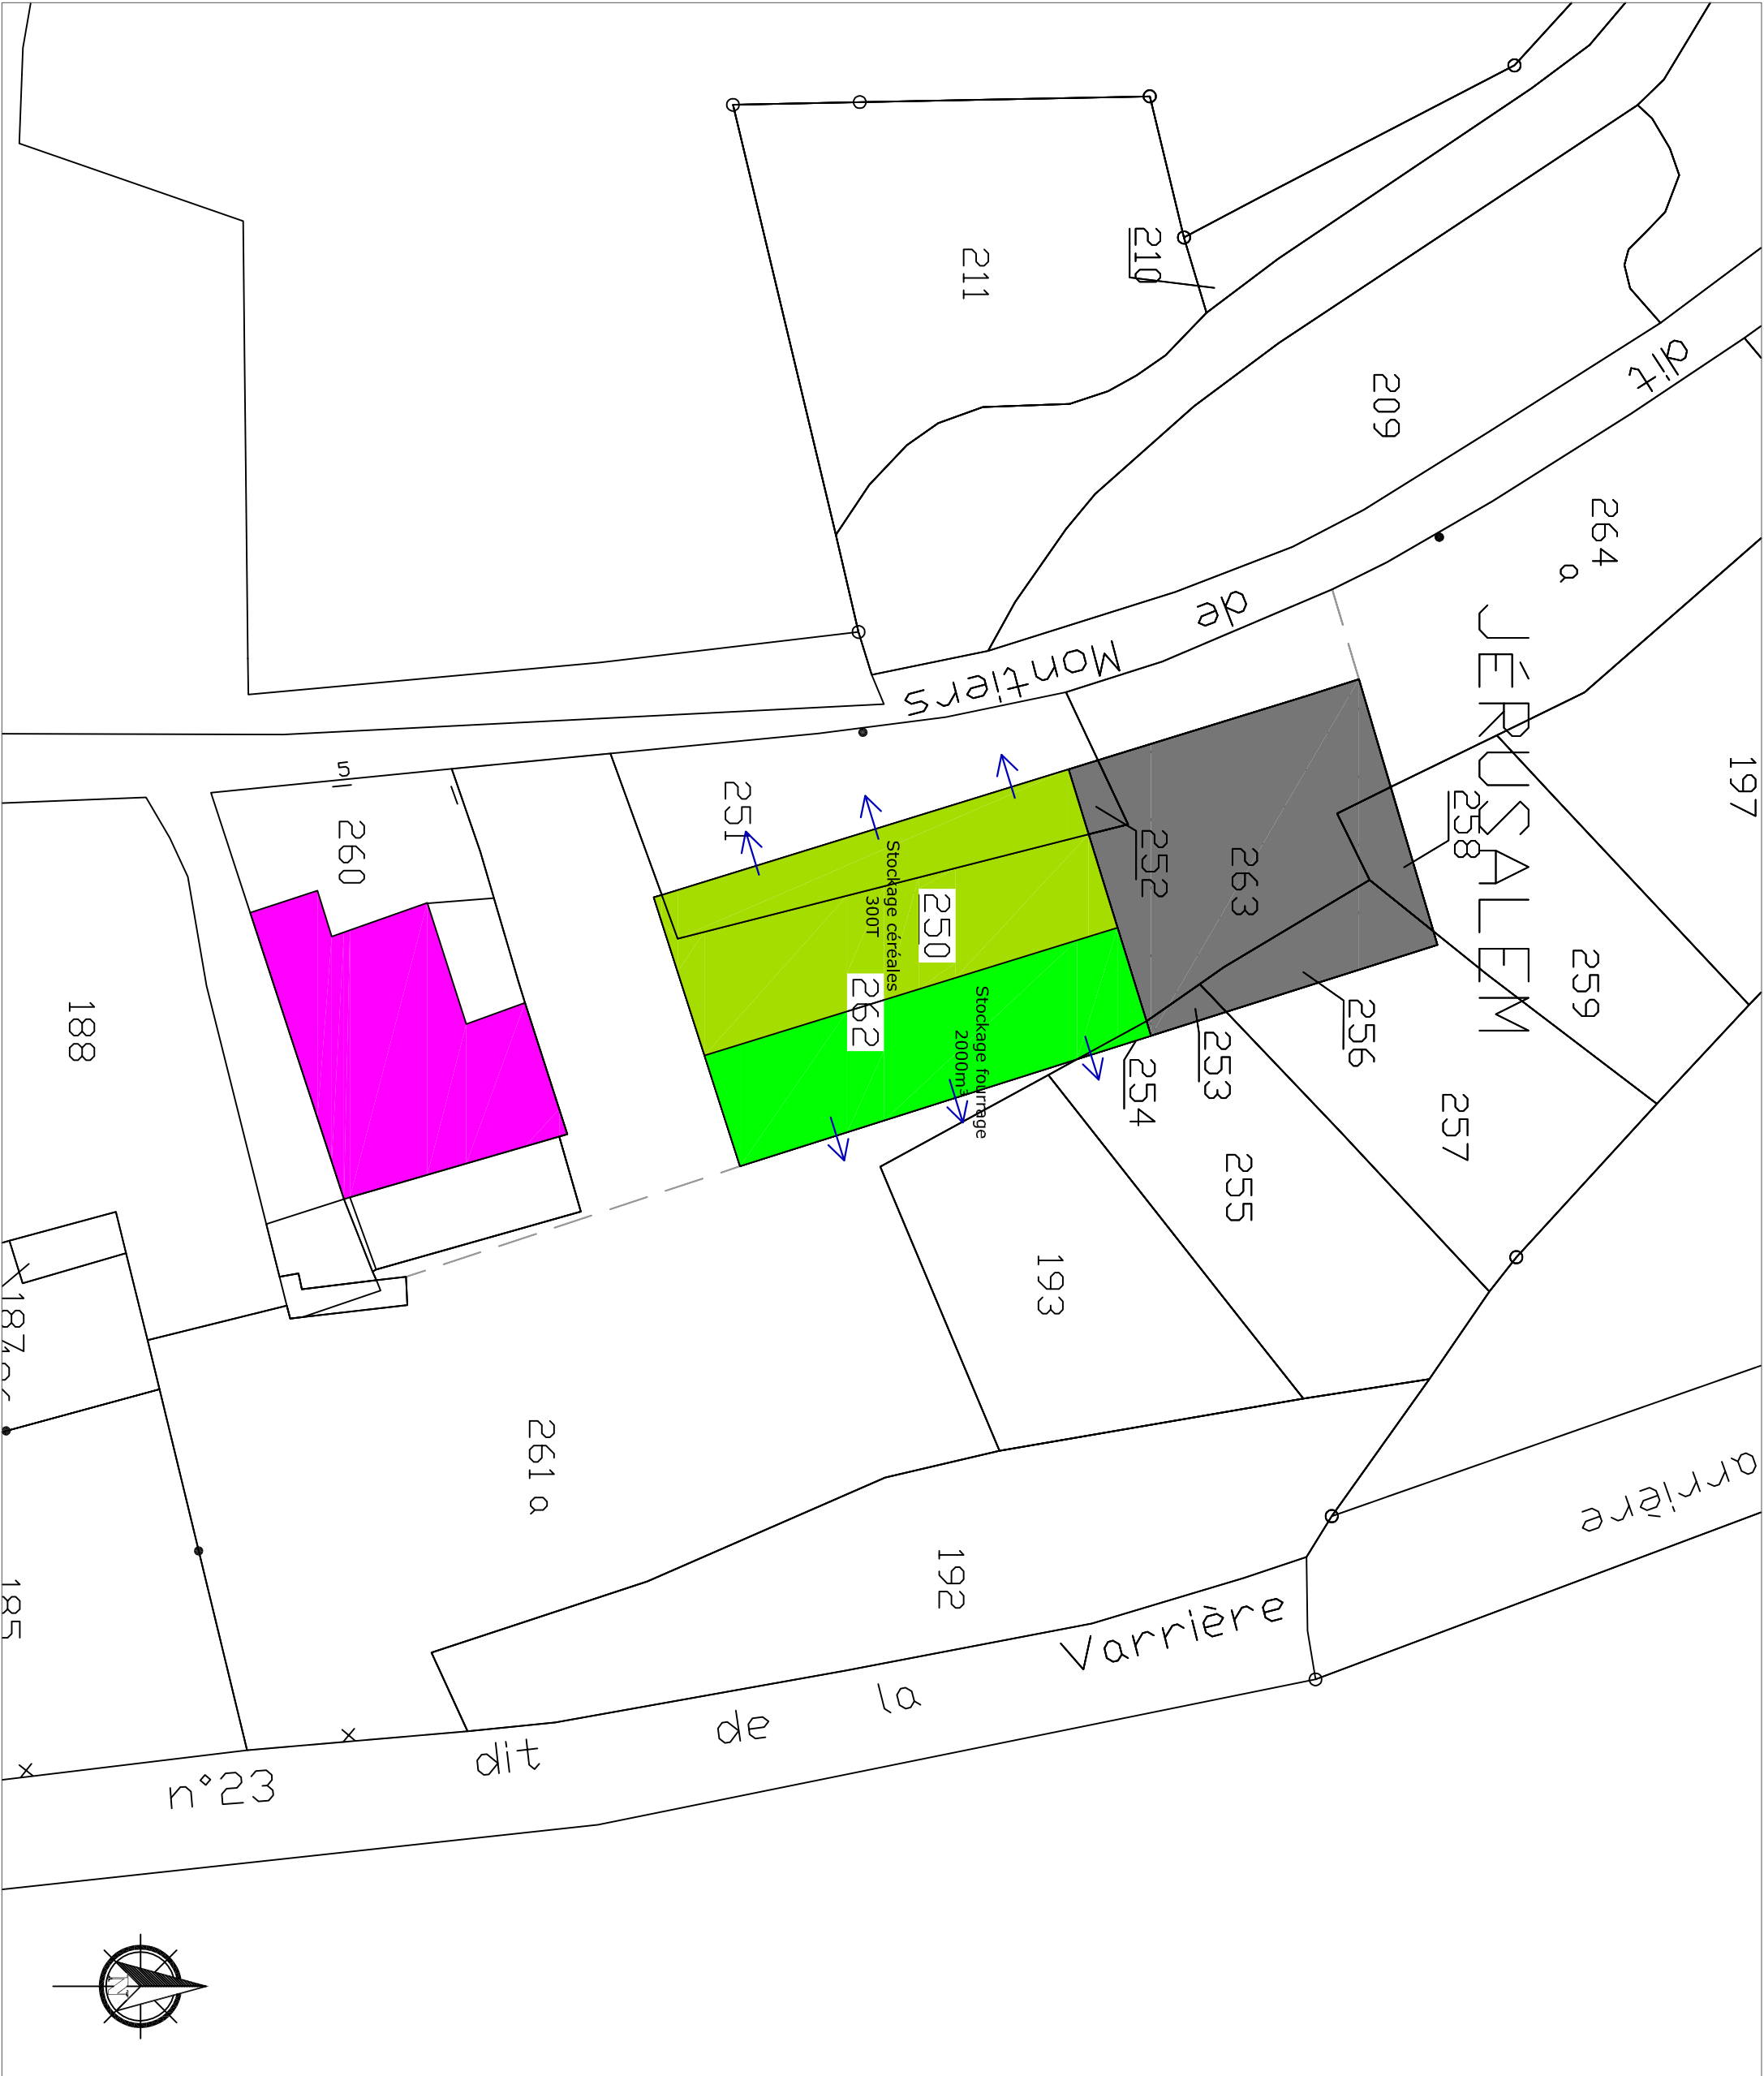 210
211
209
dit
264
a
de
Montiers
JÉRUSALEM
197
258
5
251
260
252
263
Stockage céréales
300T
250
262
259
188
Stockage fourrage
2000m³
256
253
254
257
255
193
187
261 a
192
185
arrière
Varrière
la
de
dit
n°23
N